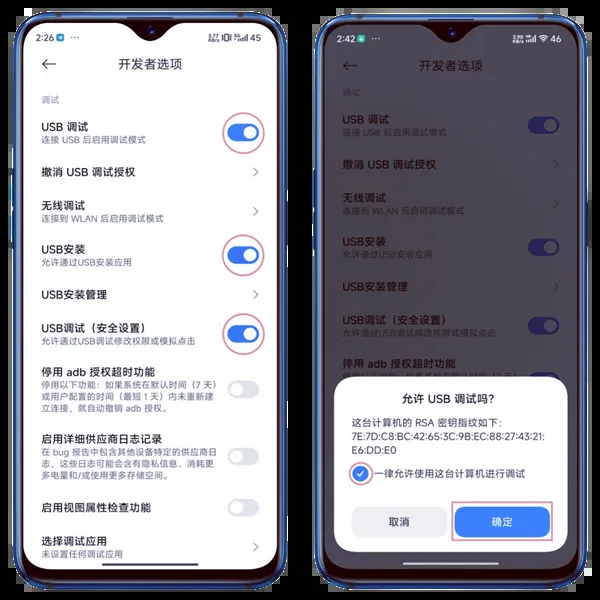 2:26
3.27 KB/s 5G 45
开发者选项
调试
USB 调试
连接 USB 后启用调试模式
撤消 USB 调试授权
无线调试
连接到 WLAN 后启用调试模式
USB安装
允许通过USB安装应用
USB安装管理
USB调试（安全设置）
允许通过USB调试修改权限或模拟点击
停用 adb 授权超时功能
停用以下功能：如果系统在默认时间（7 天）
或用户配置的时间（最短 1 天）内未重新建
立连接，就自动撤销 adb 授权。
启用详细供应商日志记录
在 bug 报告中包含其他设备特定的供应商日
志，这些日志可能会含有隐私信息、消耗更
多电量和/或使用更多存储空间。
启用视图属性检查功能
选择调试应用
未设置任何调试应用
2:42
46
开发者选项
调试
USB 调试
连接 USB 后启用调试模式
撤消 USB 调试授权
无线调试
连接到 WLAN 后启用调试模式
USB安装
允许通过USB安装应用
USB安装管理
USB调试（安全设置）
允许通过USB调试修改权限或模拟点击
停用 adb 授权超时功能
允许 USB 调试吗？
这台计算机的 RSA 密钥指纹如下：
7E:7D:C8:BC:42:65:3C:9B:EC:88:27:43:21:
E6:DD:E0
一律允许使用这台计算机进行调试
取消
确定